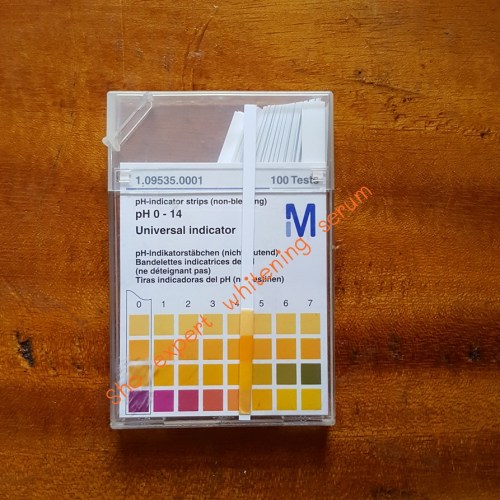 1.09535.0001 100 Tests
pH-indicator strips (non-bleeding)
pH 0 - 14
Universal indicator
M
pH-Indikatorstäbchen (nicht
Bandelettes indicatrices de
(ne déteignant pas)
Tiras indicadoras del pH
0 1 2 3 4 5 6 7
expert whitening serum